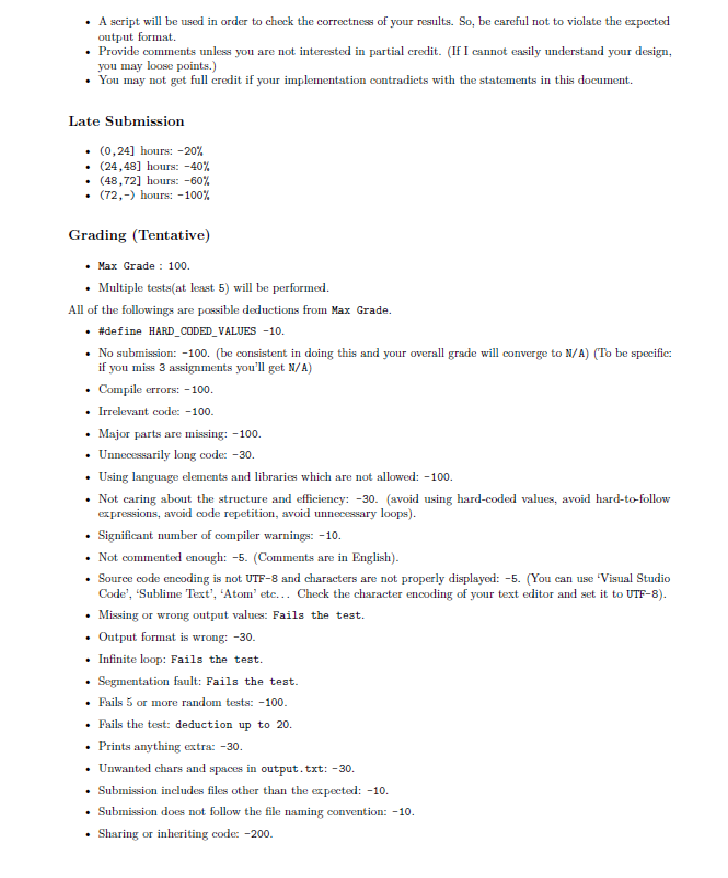 • A script will be used in order to check the correctness of your results. So, be careful not to violate the expected
output format.
• Provide comments unless you are not interested in partial credit. (If I cannot easily understand your design,
you may loose points.)
• You may not get full credit if your implementation contradicts with the statements in this document.
Late Submission
• (0,24] hours: -20%
• (24,48] hours: -40%
• (48,72] hours: -60%
• (72,-) hours: -100%
Grading (Tentative)
• Max Grade : 100.
• Multiple tests(at least 5) will be performed.
All of the followings are possible deductions from Max Grade.
• #define HARD_CODED_VALUES -10.
• No submission: -100. (be consistent in doing this and your overall grade will converge to N/A) (To be specific:
if you miss 3 assignments you'll get N/A)
• Compile errors: -100.
• Irrelevant code: -100.
• Major parts are missing: -100.
• Unnecessarily long code: -30.
• Using language elements and libraries which are not allowed: -100.
• Not caring about the structure and efficiency: -30. (avoid using hard-coded values, avoid hard-to-follow
expressions, avoid code repetition, avoid unnecessary loops).
• Significant number of compiler warnings: -10.
• Not commented enough: -5. (Comments are in English).
• Source code encoding is not UTF-8 and characters are not properly displayed: -5. (You can use 'Visual Studio
Code', 'Sublime Text', 'Atom' etc... Check the character encoding of your text editor and set it to UTF-8).
• Missing or wrong output values: Fails the test.
• Output format is wrong: -30.
• Infinite loop: Fails the test.
• Segmentation fault: Fails the test.
• Fails 5 or more random tests: -100.
• Fails the test: deduction up to 20.
• Prints anything extra: -30.
• Unwanted chars and spaces in output.txt: -30.
• Submission includes files other than the expected: -10.
• Submission does not follow the file naming convention: -10.
• Sharing or inheriting code: -200.